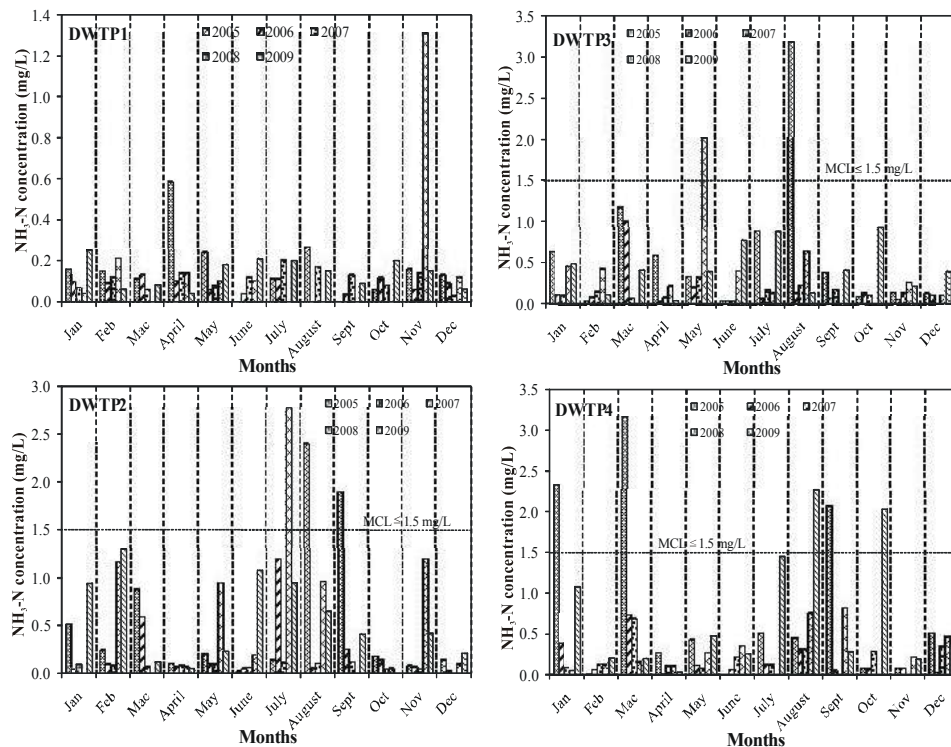 DWTP1
2005 2006 2007
2008 2009
NH3-N concentration (mg/L)
1.4
1.2
1.0
0.8
0.6
0.4
0.2
0.0
Jan Feb Mac April May June July August Sept Oct Nov Dec
Months
DWTP3
2005 2006 2007
2008 2009
NH3-N concentration (mg/L)
3.5
3.0
2.5
2.0
1.5
1.0
0.5
0.0
MCL ≤ 1.5 mg/L
Jan Feb Mac April May June July August Sept Oct Nov Dec
Months
DWTP2
2005 2006 2007
2008 2009
NH3-N concentration (mg/L)
3.0
2.5
2.0
1.5
1.0
0.5
0.0
MCL ≤ 1.5 mg/L
Jan Feb Mac April May June July August Sept Oct Nov Dec
Months
DWTP4
2005 2006 2007
2008 2009
NH3-N concentration (mg/L)
3.5
3.0
2.5
2.0
1.5
1.0
0.5
0.0
MCL ≤ 1.5 mg/L
Jan Feb Mac April May June July August Sept Oct Nov Dec
Months